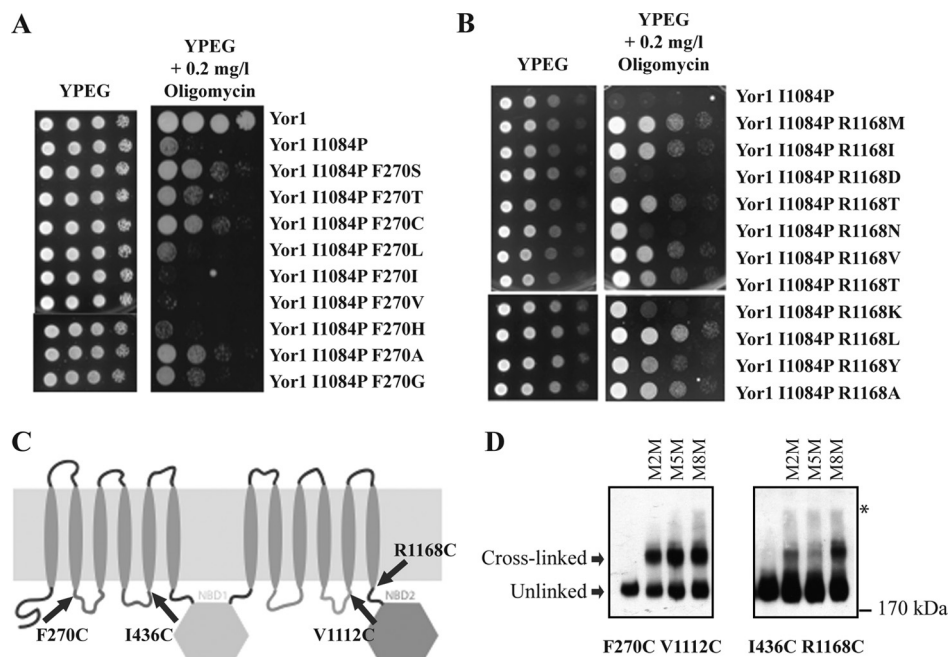 A
YPEG
YPEG
+ 0.2 mg/l
Oligomycin
Yor1
Yor1 I1084P
Yor1 I1084P F270S
Yor1 I1084P F270T
Yor1 I1084P F270C
Yor1 I1084P F270L
Yor1 I1084P F270I
Yor1 I1084P F270V
Yor1 I1084P F270H
Yor1 I1084P F270A
Yor1 I1084P F270G
B
YPEG
YPEG
+ 0.2 mg/l
Oligomycin
Yor1 I1084P
Yor1 I1084P R1168M
Yor1 I1084P R1168I
Yor1 I1084P R1168D
Yor1 I1084P R1168T
Yor1 I1084P R1168N
Yor1 I1084P R1168V
Yor1 I1084P R1168T
Yor1 I1084P R1168K
Yor1 I1084P R1168L
Yor1 I1084P R1168Y
Yor1 I1084P R1168A
C
R1168C
NBD1
NBD2
F270C
I436C
V1112C
D
M2M
M5M
M8M
M2M
M5M
M8M
*
Cross-linked
Unlinked
170 kDa
F270C V1112C
I436C R1168C